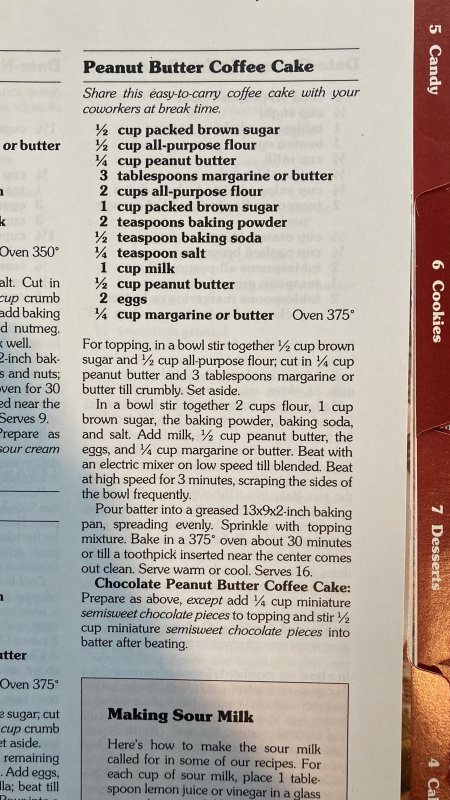 or butter
Oven 350°
alt. Cut in
cup crumb
add baking
d nutmeg.
well.
2-inch bak-
s and nuts;
oven for 30
ed near the
Serves 9.
Prepare as
sour cream
utter
Oven 375°
e sugar; cut
cup crumb
et aside.
remaining
. Add eggs,
lla; beat till
Peanut Butter Coffee Cake
Share this easy-to-carry coffee cake with your
coworkers at break time.
½ cup packed brown sugar
½ cup all-purpose flour
¼ cup peanut butter
3 tablespoons margarine or butter
2 cups all-purpose flour
1 cup packed brown sugar
2 teaspoons baking powder
½ teaspoon baking soda
¼ teaspoon salt
1 cup milk
½ cup peanut butter
2 eggs
¼ cup margarine or butter Oven 375°
For topping, in a bowl stir together ½ cup brown
sugar and ½ cup all-purpose flour; cut in ¼ cup
peanut butter and 3 tablespoons margarine or
butter till crumbly. Set aside.
In a bowl stir together 2 cups flour, 1 cup
brown sugar, the baking powder, baking soda,
and salt. Add milk, ½ cup peanut butter, the
eggs, and ¼ cup margarine or butter. Beat with
an electric mixer on low speed till blended. Beat
at high speed for 3 minutes, scraping the sides of
the bowl frequently.
Pour batter into a greased 13x9x2-inch baking
pan, spreading evenly. Sprinkle with topping
mixture. Bake in a 375° oven about 30 minutes
or till a toothpick inserted near the center comes
out clean. Serve warm or cool. Serves 16.
Chocolate Peanut Butter Coffee Cake:
Prepare as above, except add ¼ cup miniature
semisweet chocolate pieces to topping and stir ½
cup miniature semisweet chocolate pieces into
batter after beating.
Making Sour Milk
Here's how to make the sour milk
called for in some of our recipes. For
each cup of sour milk, place 1 table-
spoon lemon juice or vinegar in a glass
5 Candy
6 Cookies
7 Desserts
4